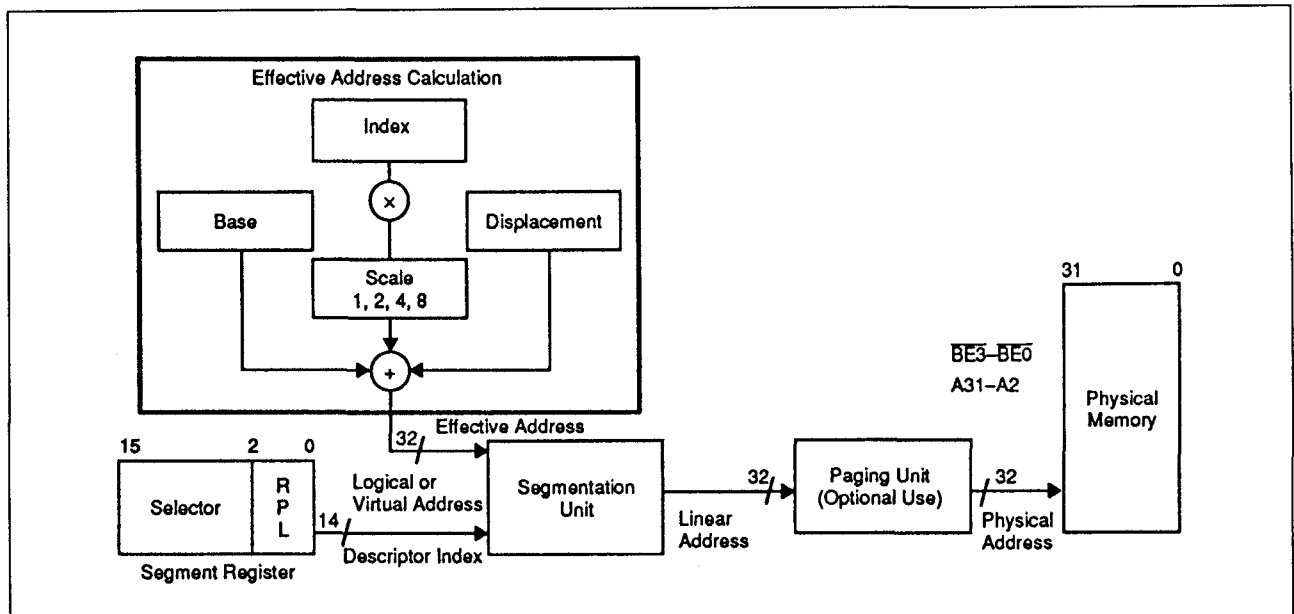 Effective Address Calculation
Index
×
Base
Displacement
Scale
1, 2, 4, 8
+
31 0
BE3–BE0
A31–A2
Physical
Memory
Effective Address
32
15 2 0
Selector
R
P
L
Logical or
Virtual Address
14
Descriptor Index
Segment Register
Segmentation
Unit
32
Linear
Address
Paging Unit
(Optional Use)
32
Physical
Address